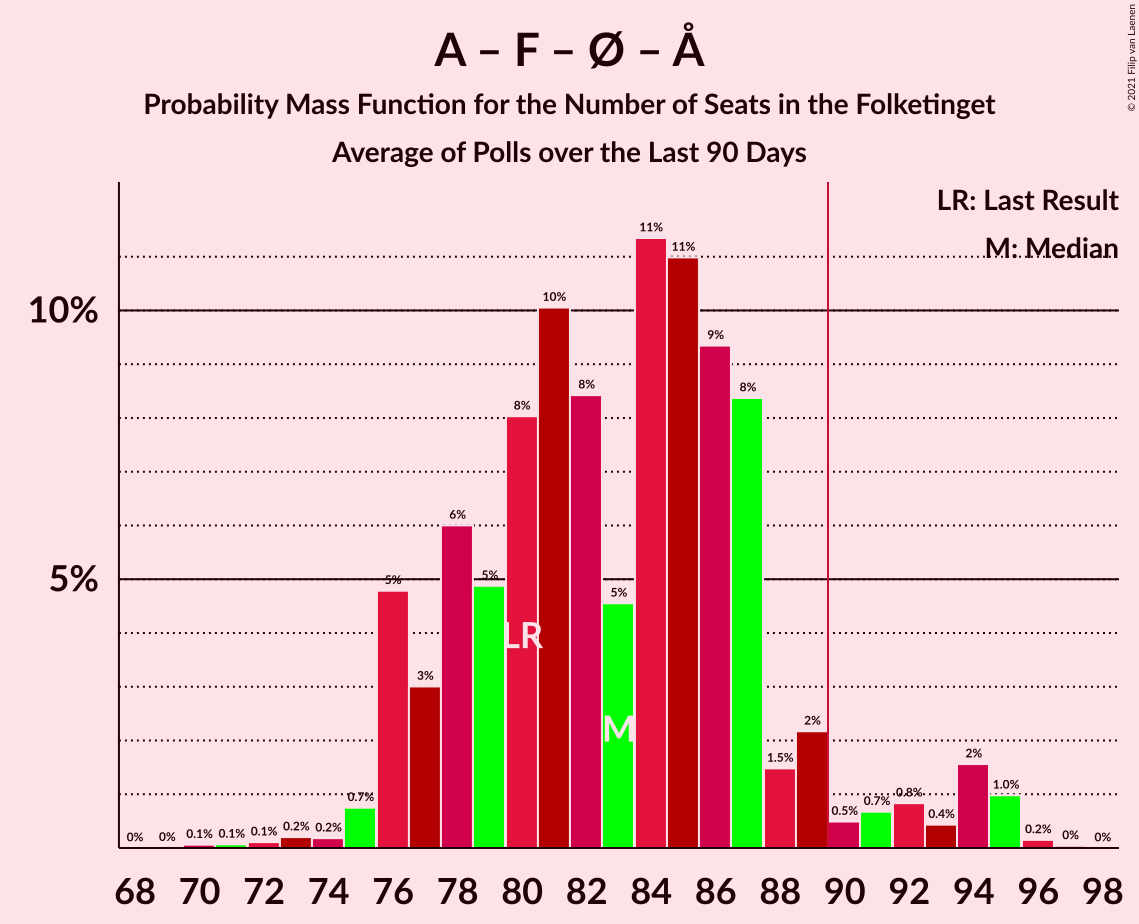 A – F – Ø – Å
Probability Mass Function for the Number of Seats in the Folketinget
Average of Polls over the Last 90 Days
© 2021 Filip van Laenen
LR: Last Result
M: Median
10%
5%
0% 0% 0.1% 0.1% 0.1% 0.2% 0.2% 0.7% 5% 3% 6% 5% 8% 10% 8% 5% 11% 11% 9% 8% 1.5% 2% 0.5% 0.7% 0.8% 0.4% 2% 1.0% 0.2% 0% 0%
LR
M
68 70 72 74 76 78 80 82 84 86 88 90 92 94 96 98